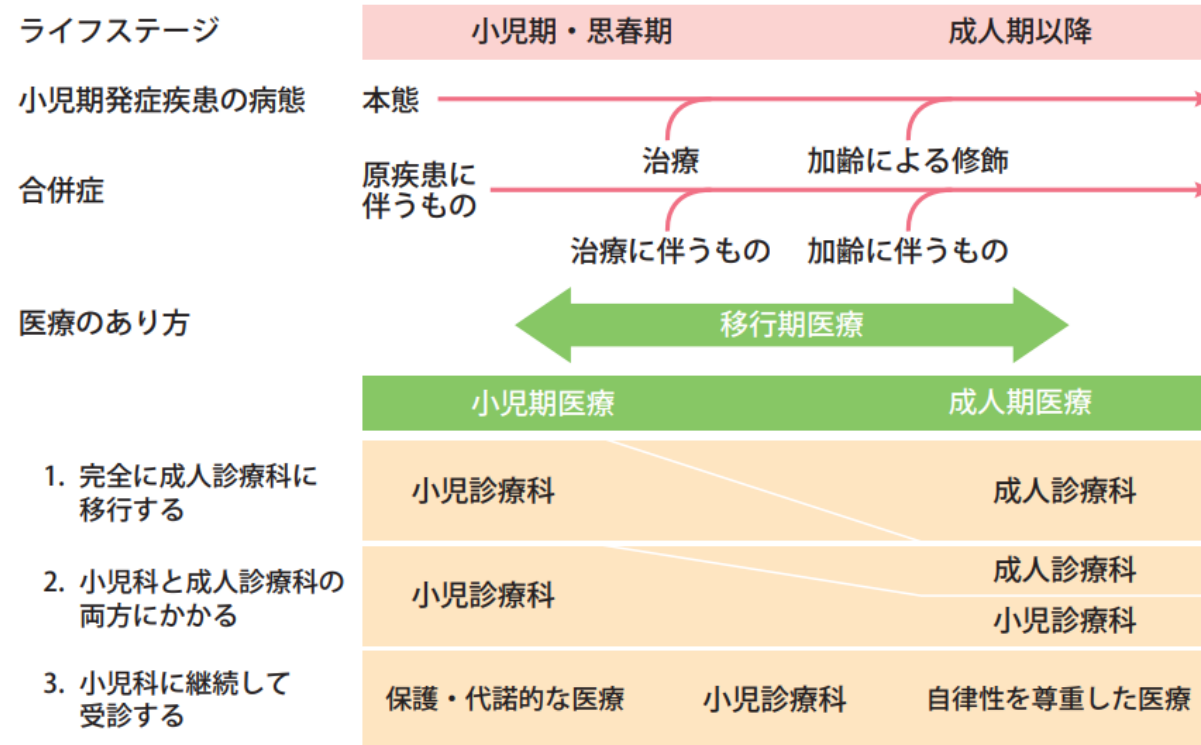 ライフステージ
小児期・思春期
成人期以降
小児期発症疾患の病態
本態
治療
加齢による修飾
合併症
原疾患に
伴うもの
治療に伴うもの
加齢に伴うもの
医療のあり方
移行期医療
小児期医療
成人期医療
1. 完全に成人診療科に
移行する
小児診療科
成人診療科
2. 小児科と成人診療科の
両方にかかる
小児診療科
成人診療科
小児診療科
3. 小児科に継続して
受診する
保護・代諾的な医療
小児診療科
自律性を尊重した医療